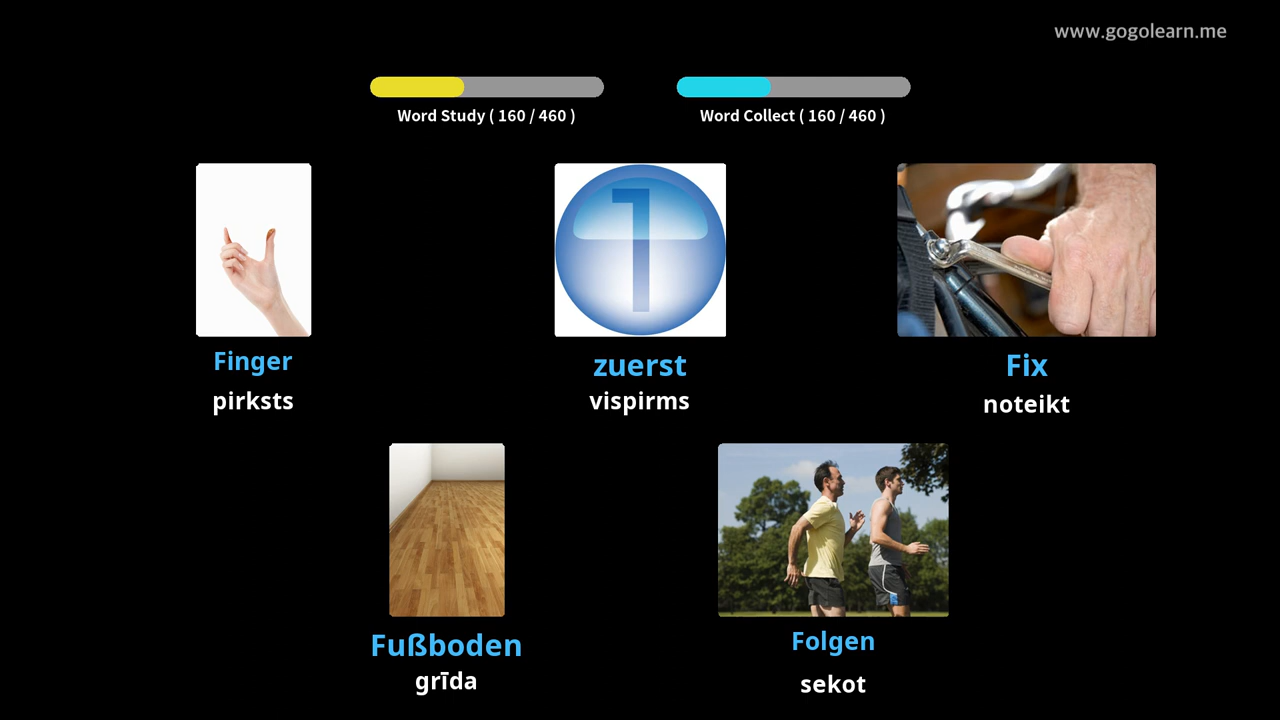 www.gogolearn.me
Word Study ( 160 / 460 )
Word Collect ( 160 / 460 )
1
Finger
pirksts
zuerst
vispirms
Fix
noteikt
Fußboden
grīda
Folgen
sekot